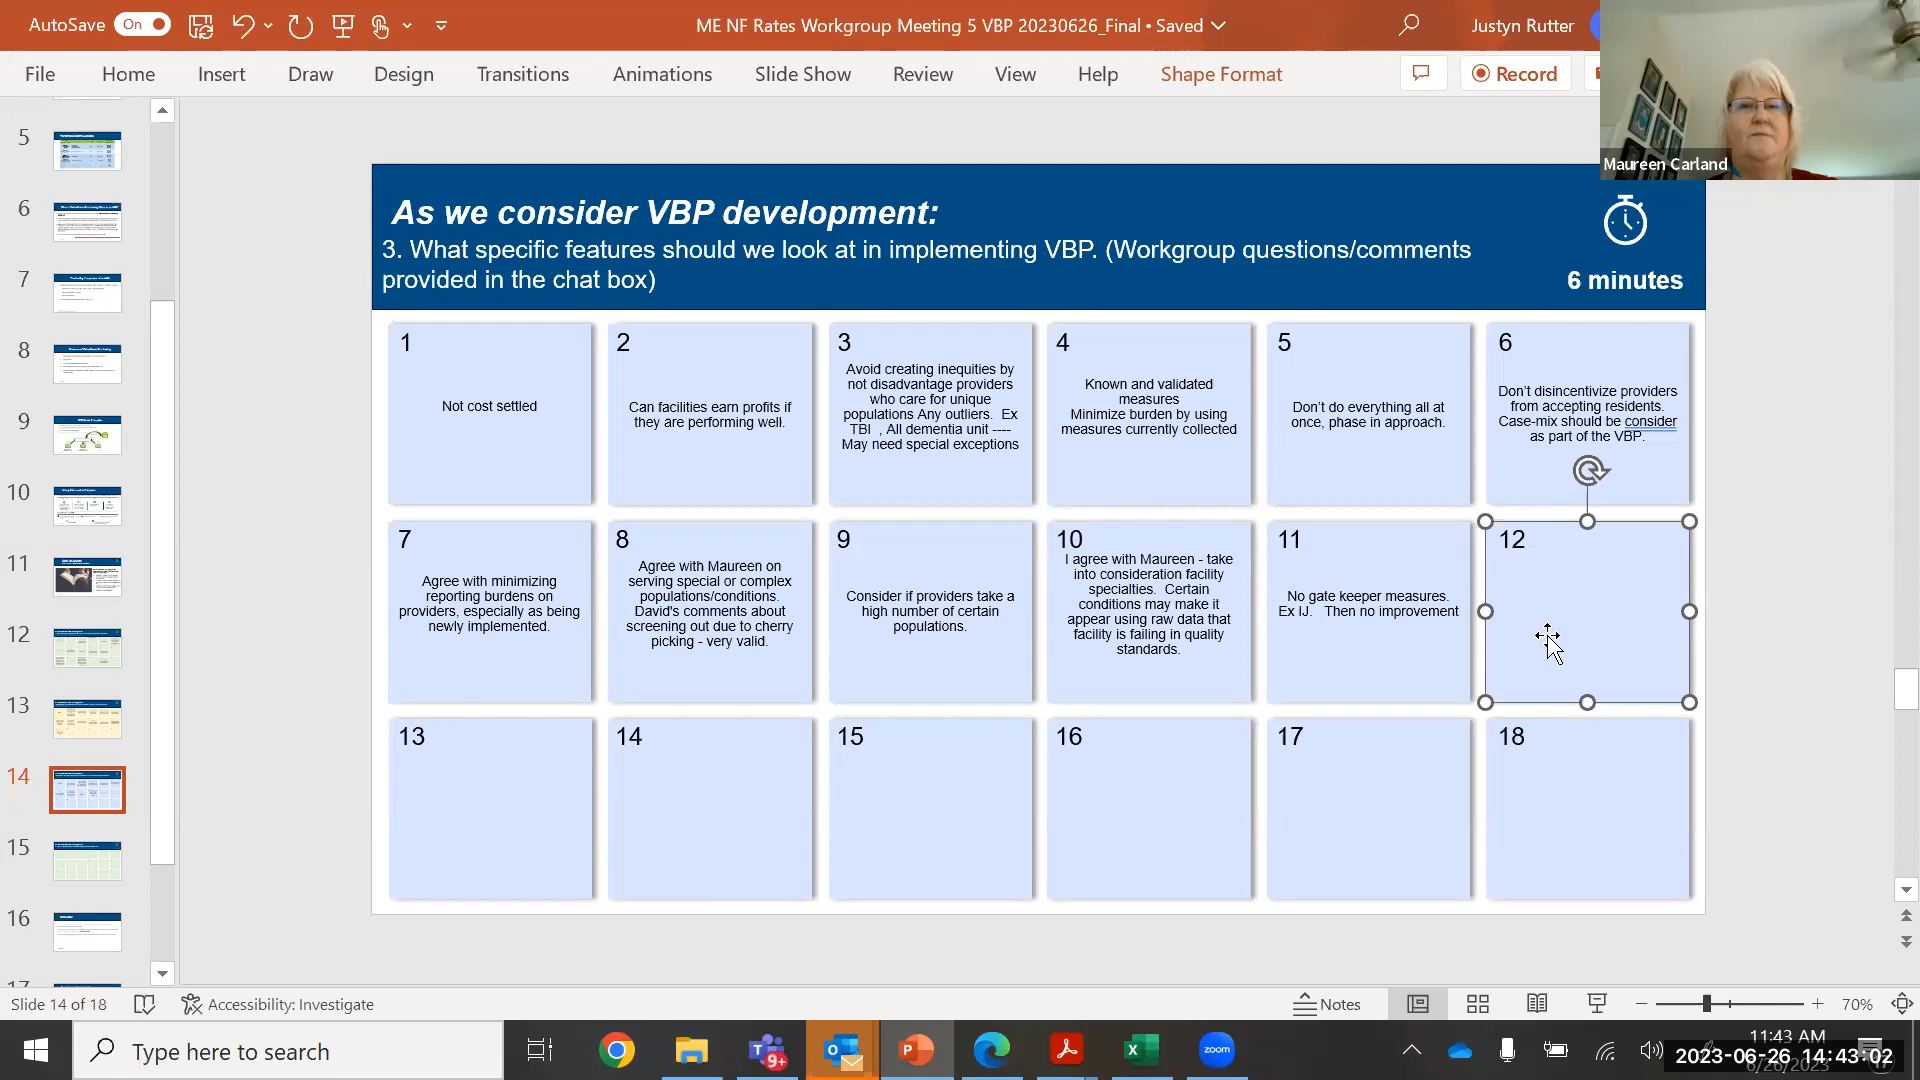 AutoSave On
ME NF Rates Workgroup Meeting 5 VBP 20230626_Final • Saved
Justyn Rutter
File Home Insert Draw Design Transitions Animations Slide Show Review View Help Shape Format
Record
Maureen Carland
5
6
7
8
9
10
11
12
13
14
15
16
As we consider VBP development:
3. What specific features should we look at in implementing VBP. (Workgroup questions/comments
provided in the chat box)
6 minutes
1
Not cost settled
2
Can facilities earn profits if
they are performing well.
3
Avoid creating inequities by
not disadvantage providers
who care for unique
populations Any outliers. Ex
TBI , All dementia unit ----
May need special exceptions
4
Known and validated
measures
Minimize burden by using
measures currently collected
5
Don’t do everything all at
once, phase in approach.
6
Don’t disincentivize providers
from accepting residents.
Case-mix should be consider
as part of the VBP.
7
Agree with minimizing
reporting burdens on
providers, especially as being
newly implemented.
8
Agree with Maureen on
serving special or complex
populations/conditions.
David's comments about
screening out due to cherry
picking - very valid.
9
Consider if providers take a
high number of certain
populations.
10
I agree with Maureen - take
into consideration facility
specialties. Certain
conditions may make it
appear using raw data that
facility is failing in quality
standards.
11
No gate keeper measures.
Ex IJ. Then no improvement
12
13
14
15
16
17
18
Slide 14 of 18
Accessibility: Investigate
Notes
70%
Type here to search
9+
zoom
11:43 AM
2023-06-26 14:43:02